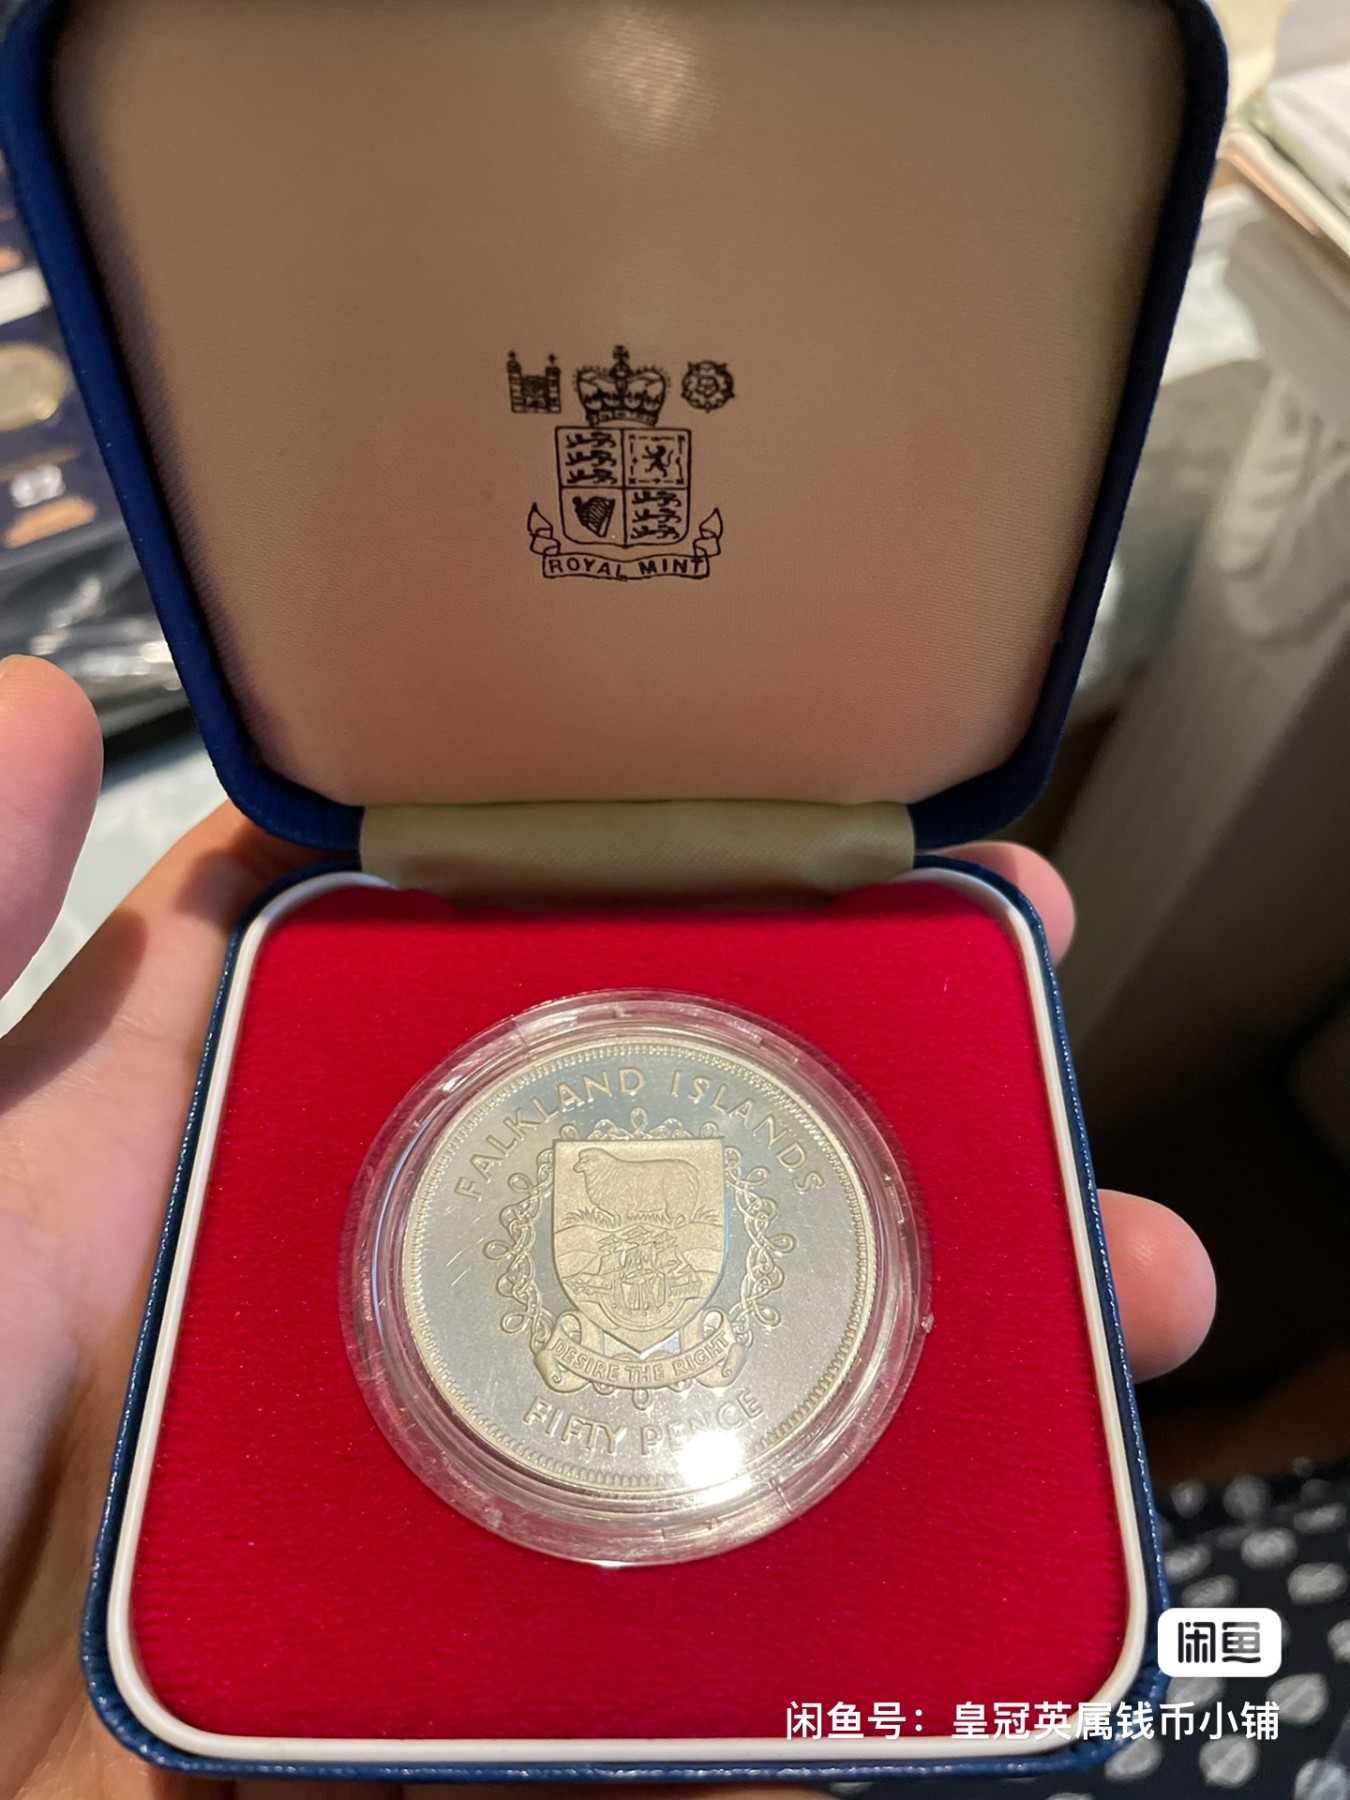 ROYAL MINT
FALKLAND ISLANDS
DESIRE THE RIGHT
FIFTY PENCE
闲鱼
闲鱼号：皇冠英属钱币小铺